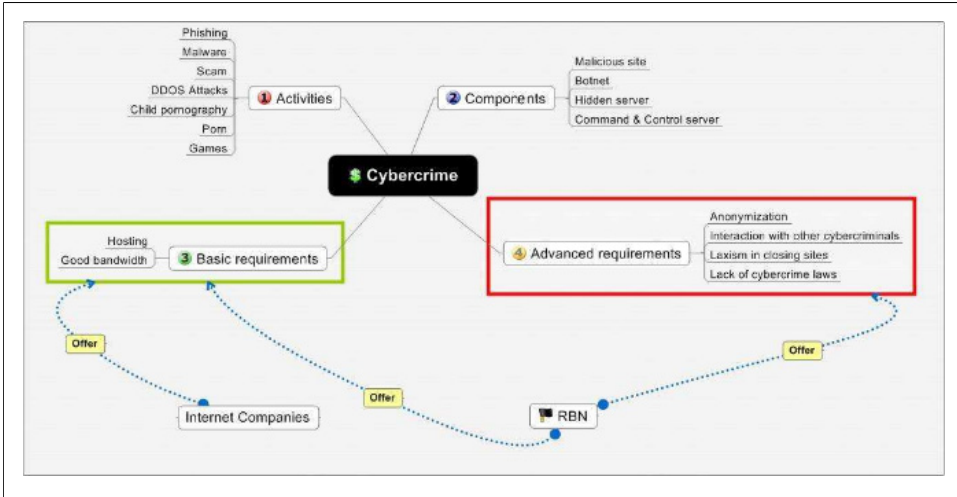 Phishing
Malware
Scam
DDOS Attacks
Child pornography
Porn
Games
1 Activities
2 Components
Malicious site
Botnet
Hidden server
Command & Control server
$ Cybercrime
Hosting
Good bandwidth
3 Basic requirements
4 Advanced requirements
Anonymization
Interaction with other cybercriminals
Laxism in closing sites
Lack of cybercrime laws
Offer
Offer
Offer
Internet Companies
RBN